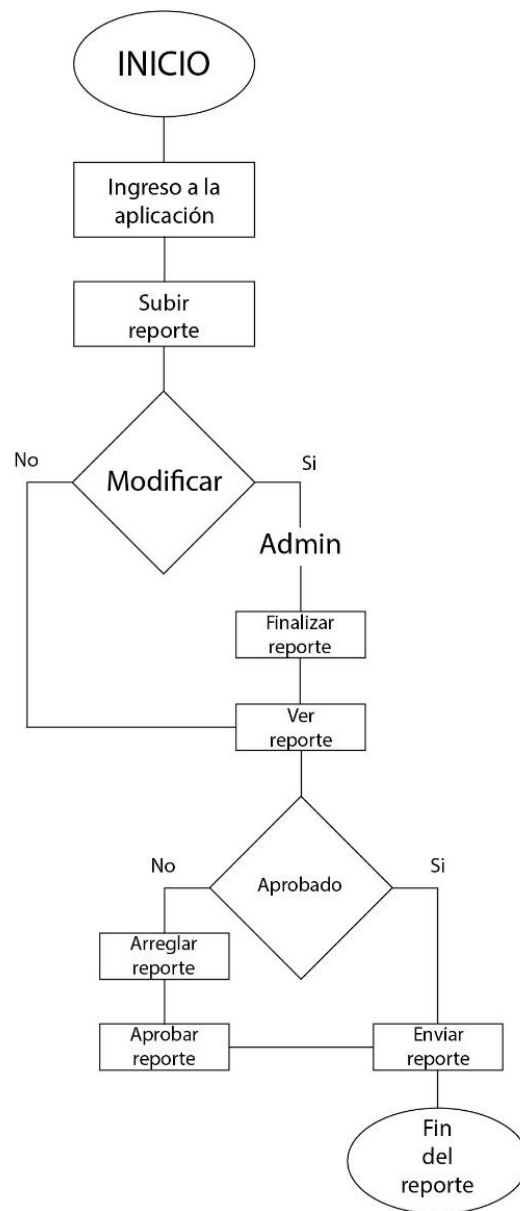 INICIO
Ingreso a la
aplicación
Subir
reporte
No
Si
Modificar
Admin
Finalizar
reporte
Ver
reporte
No
Si
Aprobado
Arreglar
reporte
Aprobar
reporte
Enviar
reporte
Fin
del
reporte